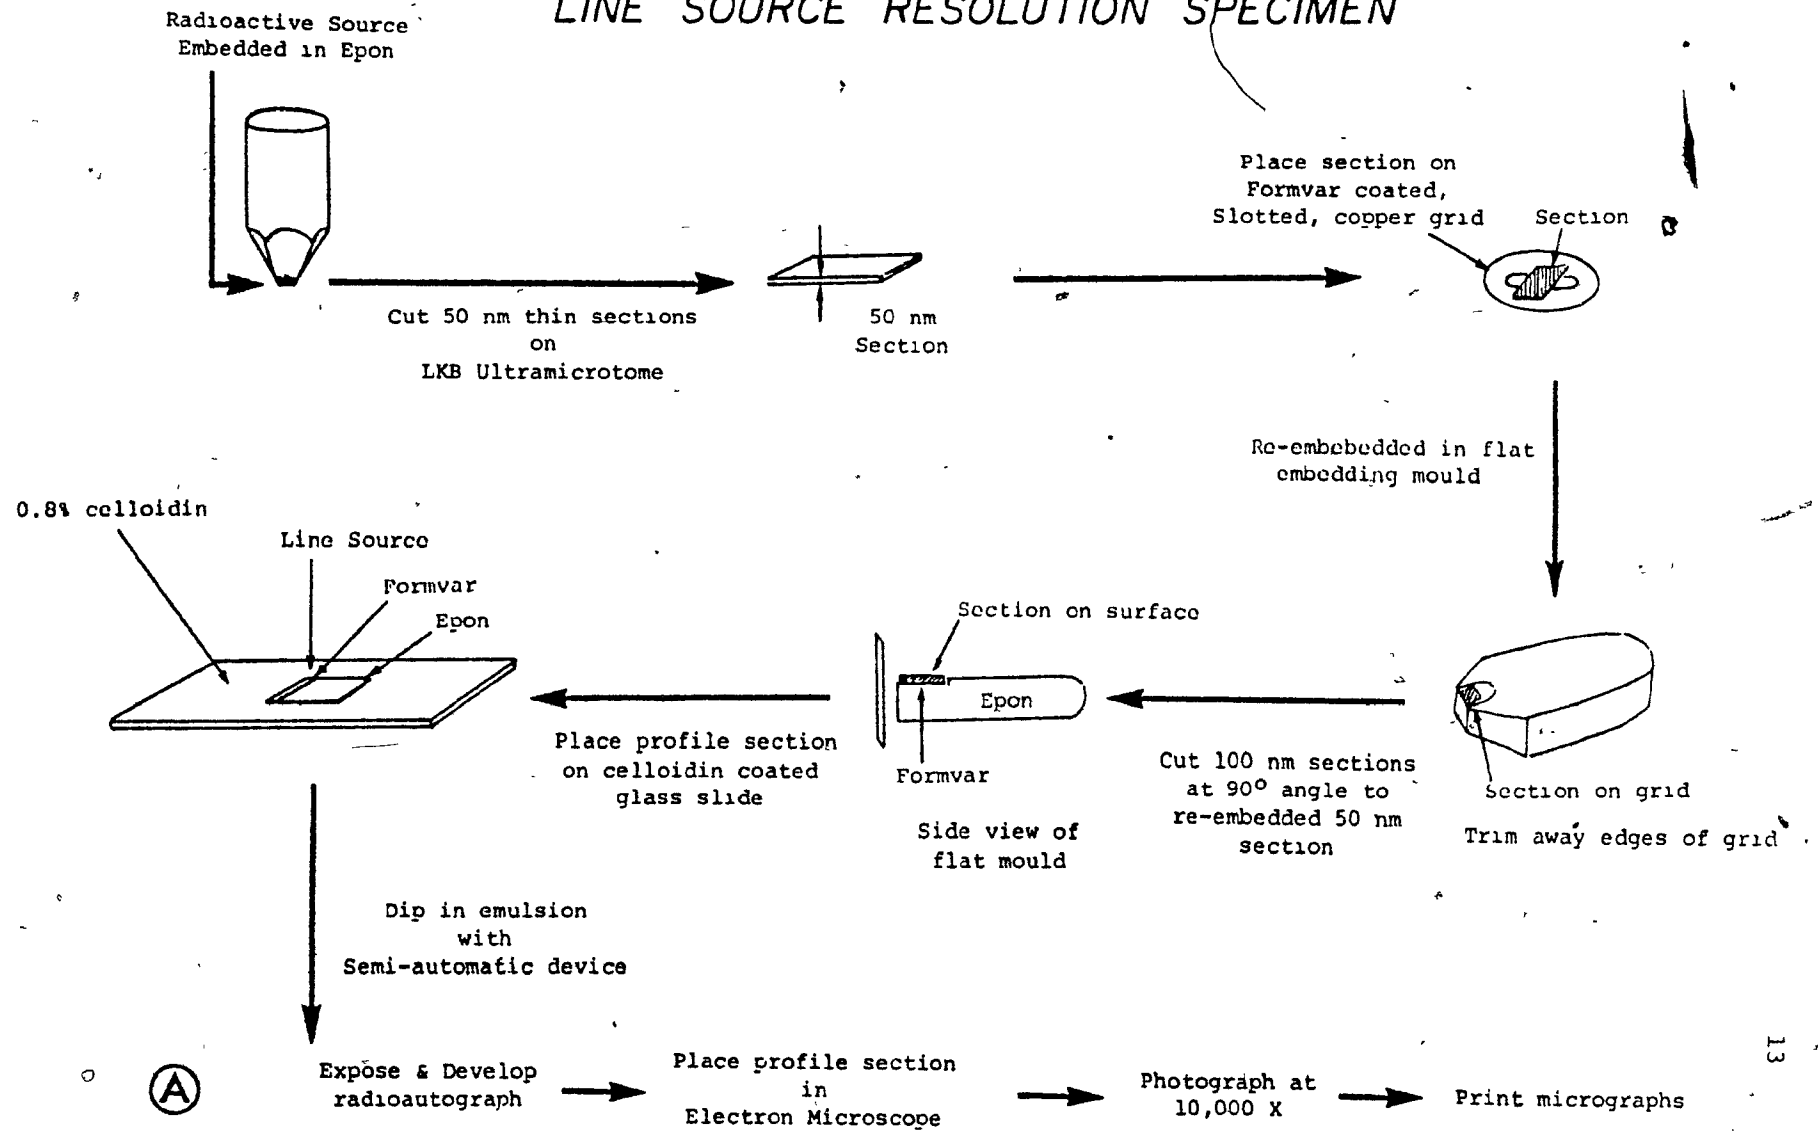 LINE SOURCE RESOLUTION SPECIMEN
Radioactive Source
Embedded in Epon
Cut 50 nm thin sections
on
LKB Ultramicrotome
50 nm
Section
Place section on
Formvar coated,
Slotted, copper grid
Section
Re-embebedded in flat
embedding mould
Section on grid
Trim away edges of grid
Cut 100 nm sections
at 90° angle to
re-embedded 50 nm
section
Section on surface
Epon
Formvar
Side view of
flat mould
Place profile section
on celloidin coated
glass slide
0.8% celloidin
Line Source
Formvar
Epon
Dip in emulsion
with
Semi-automatic device
A
Expose & Develop
radioautograph
Place profile section
in
Electron Microscope
Photograph at
10,000 X
Print micrographs
13